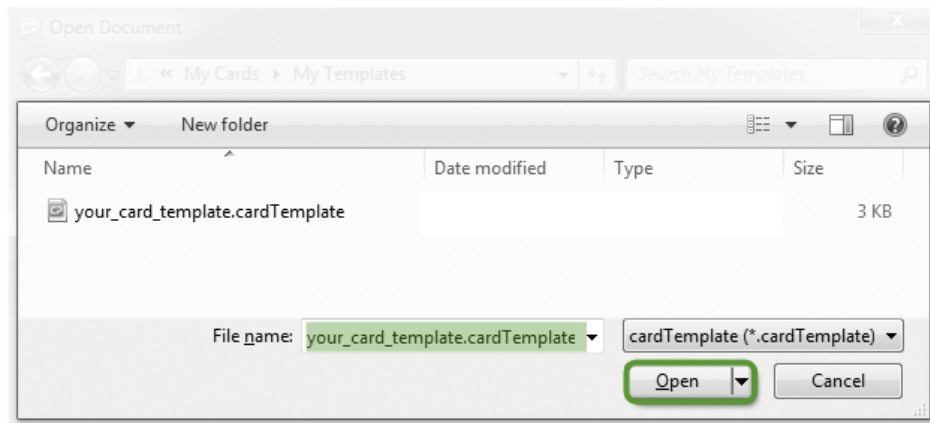 Open Document
« My Cards ▸ My Templates Search My Templates
Organize ▾ New folder
Name Date modified Type Size
your_card_template.cardTemplate 3 KB
File name: your_card_template.cardTemplate cardTemplate (*.cardTemplate)
Open Cancel